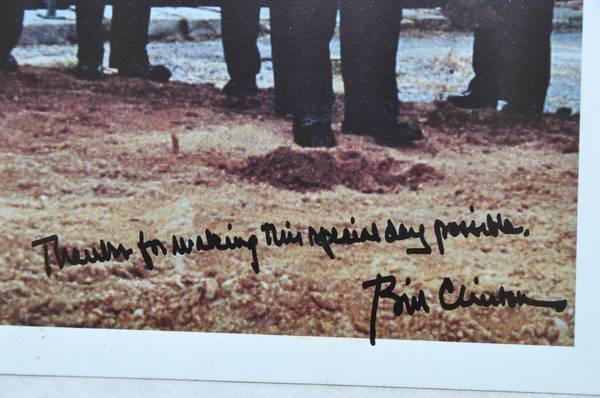 Thanks for making this special day possible.
Bill Clinton